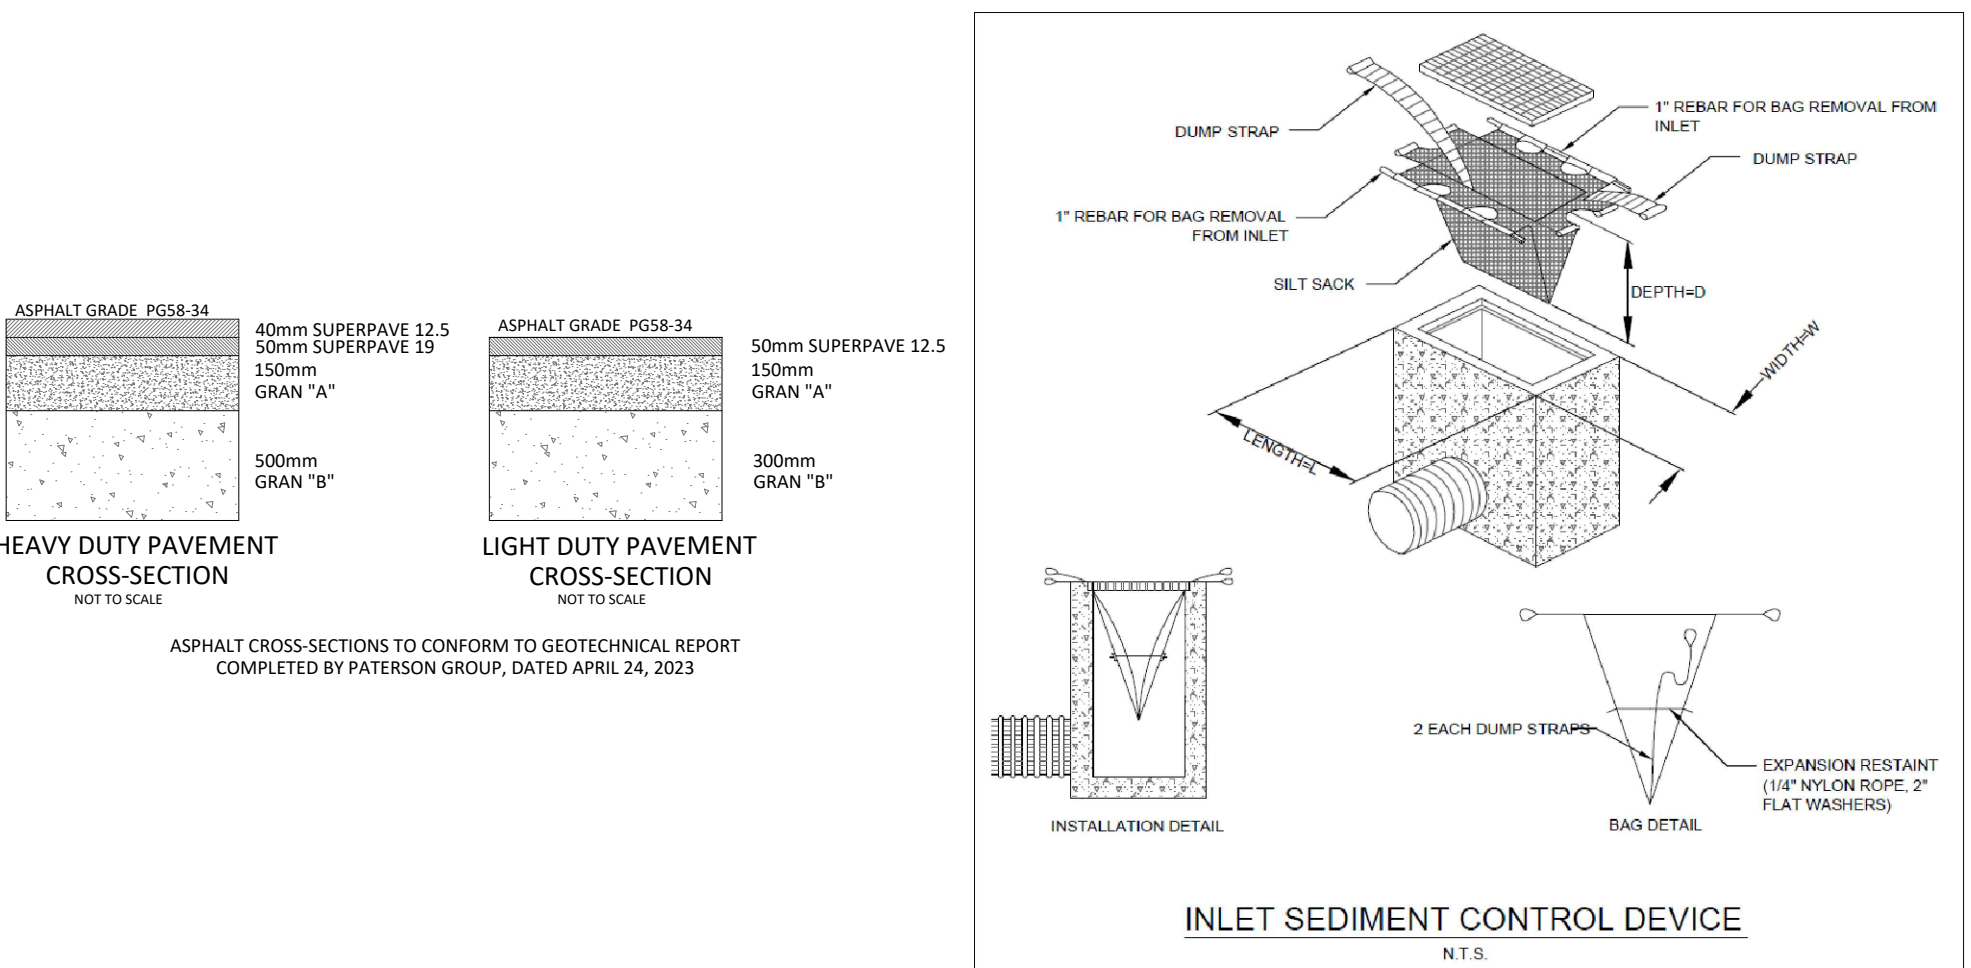 ASPHALT GRADE PG58-34
40mm SUPERPAVE 12.5
50mm SUPERPAVE 19
150mm
GRAN "A"
500mm
GRAN "B"
HEAVY DUTY PAVEMENT
CROSS-SECTION
NOT TO SCALE
ASPHALT GRADE PG58-34
50mm SUPERPAVE 12.5
150mm
GRAN "A"
300mm
GRAN "B"
LIGHT DUTY PAVEMENT
CROSS-SECTION
NOT TO SCALE
ASPHALT CROSS-SECTIONS TO CONFORM TO GEOTECHNICAL REPORT
COMPLETED BY PATERSON GROUP, DATED APRIL 24, 2023
DUMP STRAP
1" REBAR FOR BAG REMOVAL FROM
INLET
DUMP STRAP
1" REBAR FOR BAG REMOVAL
FROM INLET
SILT SACK
DEPTH=D
WIDTH=W
LENGTH=L
INSTALLATION DETAIL
2 EACH DUMP STRAPS
EXPANSION RESTAINT
(1/4" NYLON ROPE, 2"
FLAT WASHERS)
BAG DETAIL
INLET SEDIMENT CONTROL DEVICE
N.T.S.